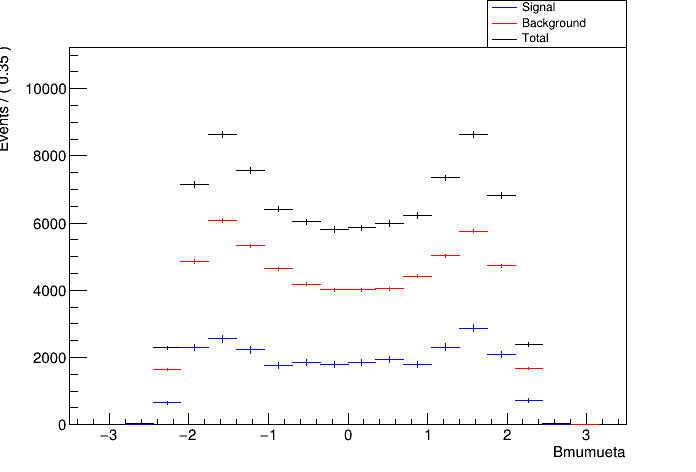 Signal
Background
Total
Events / ( 0.35 )
10000
8000
6000
4000
2000
0
−3 −2 −1 0 1 2 3
Bmumueta